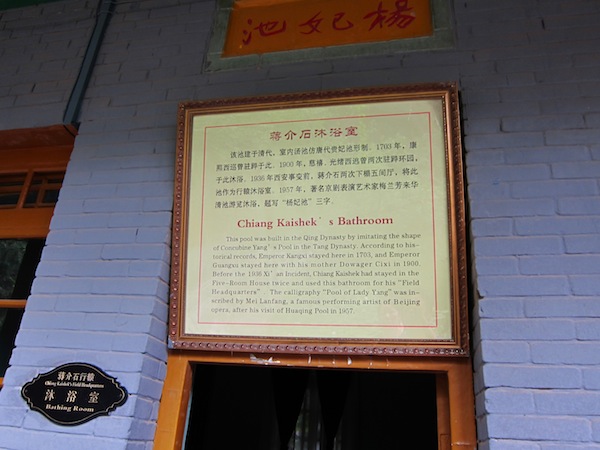 楊妃池
蒋介石沐浴室
该池建于清代，室内汤池仿唐代贵妃池形制。1703年，康
熙西巡曾驻跸于此。1900年，慈禧、光绪西逃曾两次驻跸环园，
于此沐浴。1936年西安事变前，蒋介石两次下榻五间厅，将此
池作为行辕沐浴室。1957年，著名京剧表演艺术家梅兰芳来华
清池游览沐浴，题写“杨妃池”三字。
Chiang Kaishek's Bathroom
This pool was built in the Qing Dynasty by imitating the shape
of Concubine Yang's Pool in the Tang Dynasty. According to his-
torical records, Emperor Kangxi stayed here in 1703, and Emperor
Guangxu stayed here with his mother Dowager Cixi in 1900.
Before the 1936 Xi'an Incident, Chiang Kaishek had stayed in the
Five-Room House twice and used this bathroom for his "Field
Headquarters". The calligraphy "Pool of Lady Yang" was in-
scribed by Mei Lanfang, a famous performing artist of Beijing
opera, after his visit of Huaqing Pool in 1957.
蒋介石行辕
Chiang Kaishek's Field Headquarters
沐浴室
Bathing Room